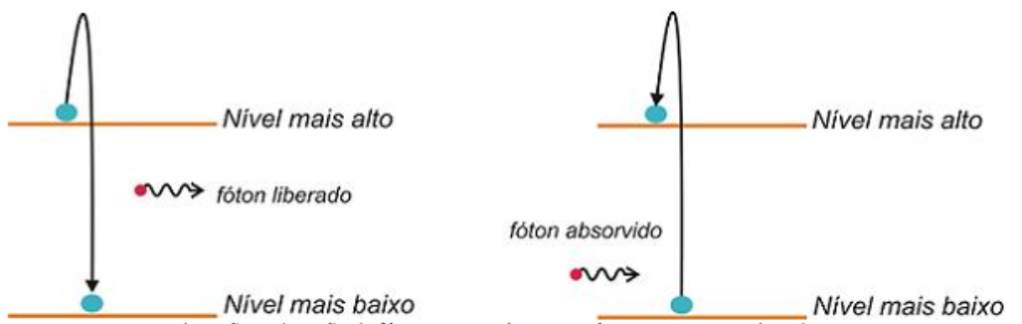 Nível mais alto
fóton liberado
Nível mais baixo
Nível mais alto
fóton absorvido
Nível mais baixo